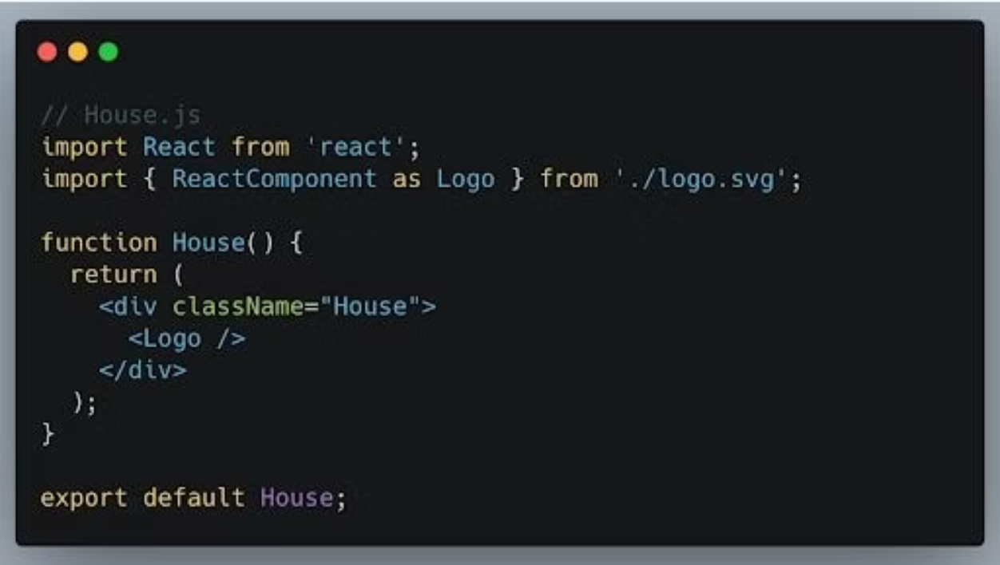 // House.js
import React from 'react';
import { ReactComponent as Logo } from './logo.svg';
function House() {
return (
<div className="House">
<Logo />
</div>
);
}
export default House;